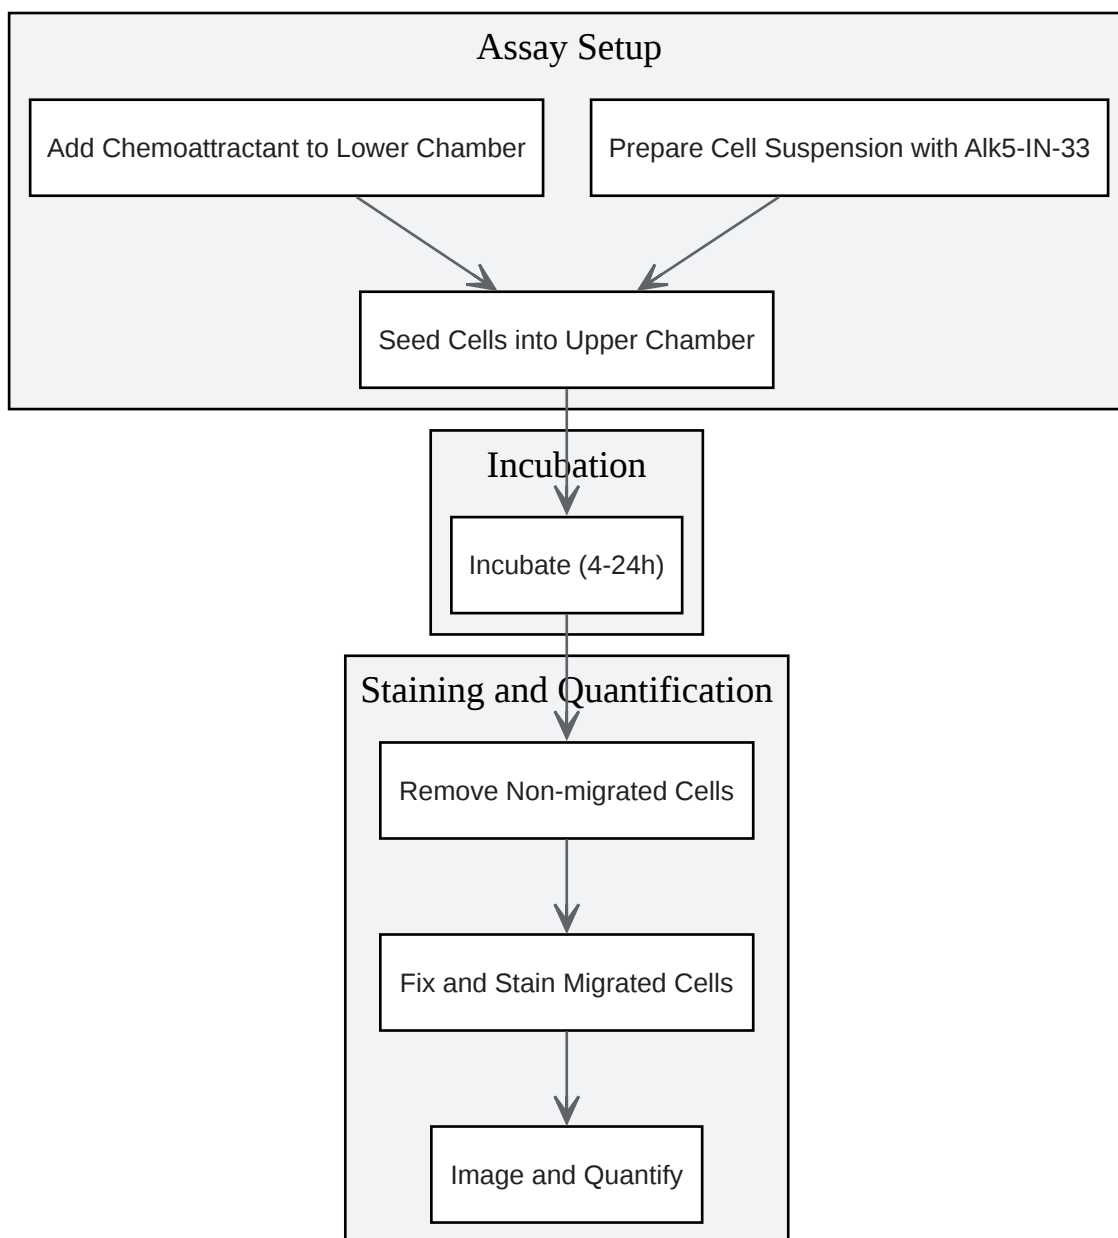 Assay Setup
Add Chemoattractant to Lower Chamber
Prepare Cell Suspension with Alk5-IN-33
Seed Cells into Upper Chamber
Incubation
Incubate (4-24h)
Staining and Quantification
Remove Non-migrated Cells
Fix and Stain Migrated Cells
Image and Quantify